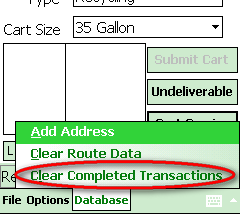 Type Recycling
Cart Size 35 Gallon
Submit Cart
Undeliverable
Add Address
Clear Route Data
Clear Completed Transactions
File Options Database